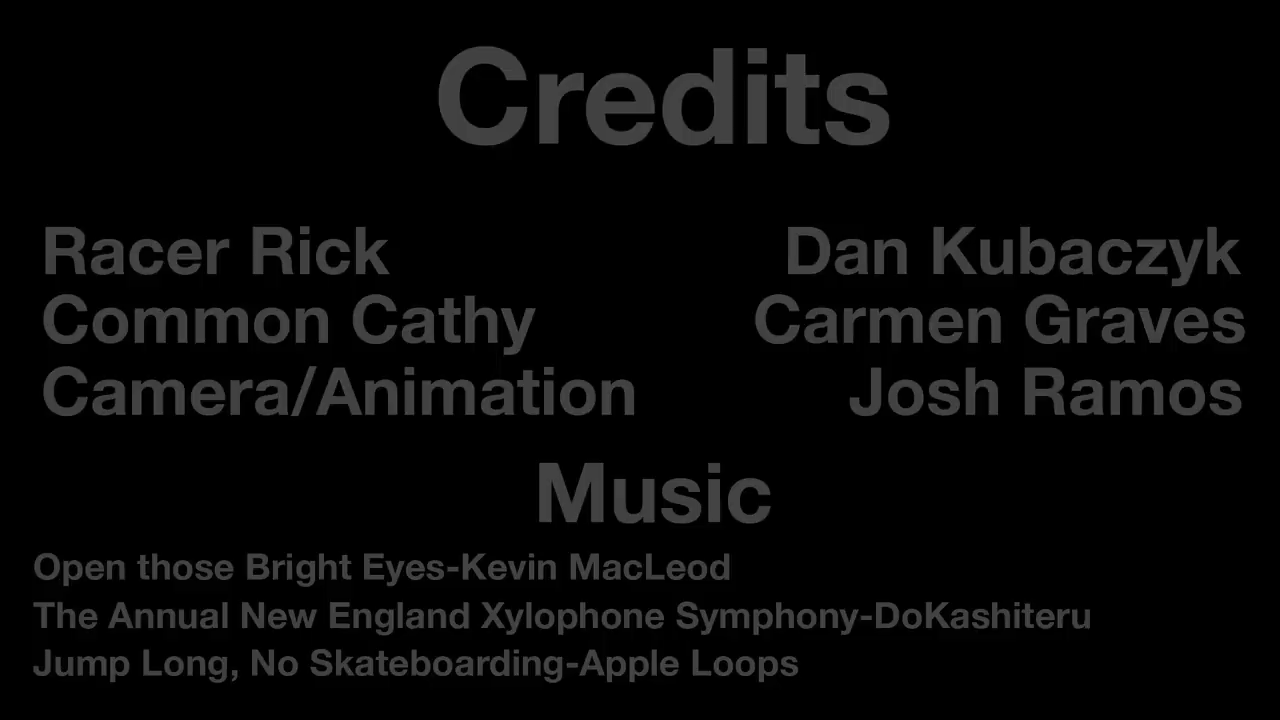 Credits
Racer Rick Dan Kubaczyk
Common Cathy Carmen Graves
Camera/Animation Josh Ramos
Music
Open those Bright Eyes-Kevin MacLeod
The Annual New England Xylophone Symphony-DoKashiteru
Jump Long, No Skateboarding-Apple Loops